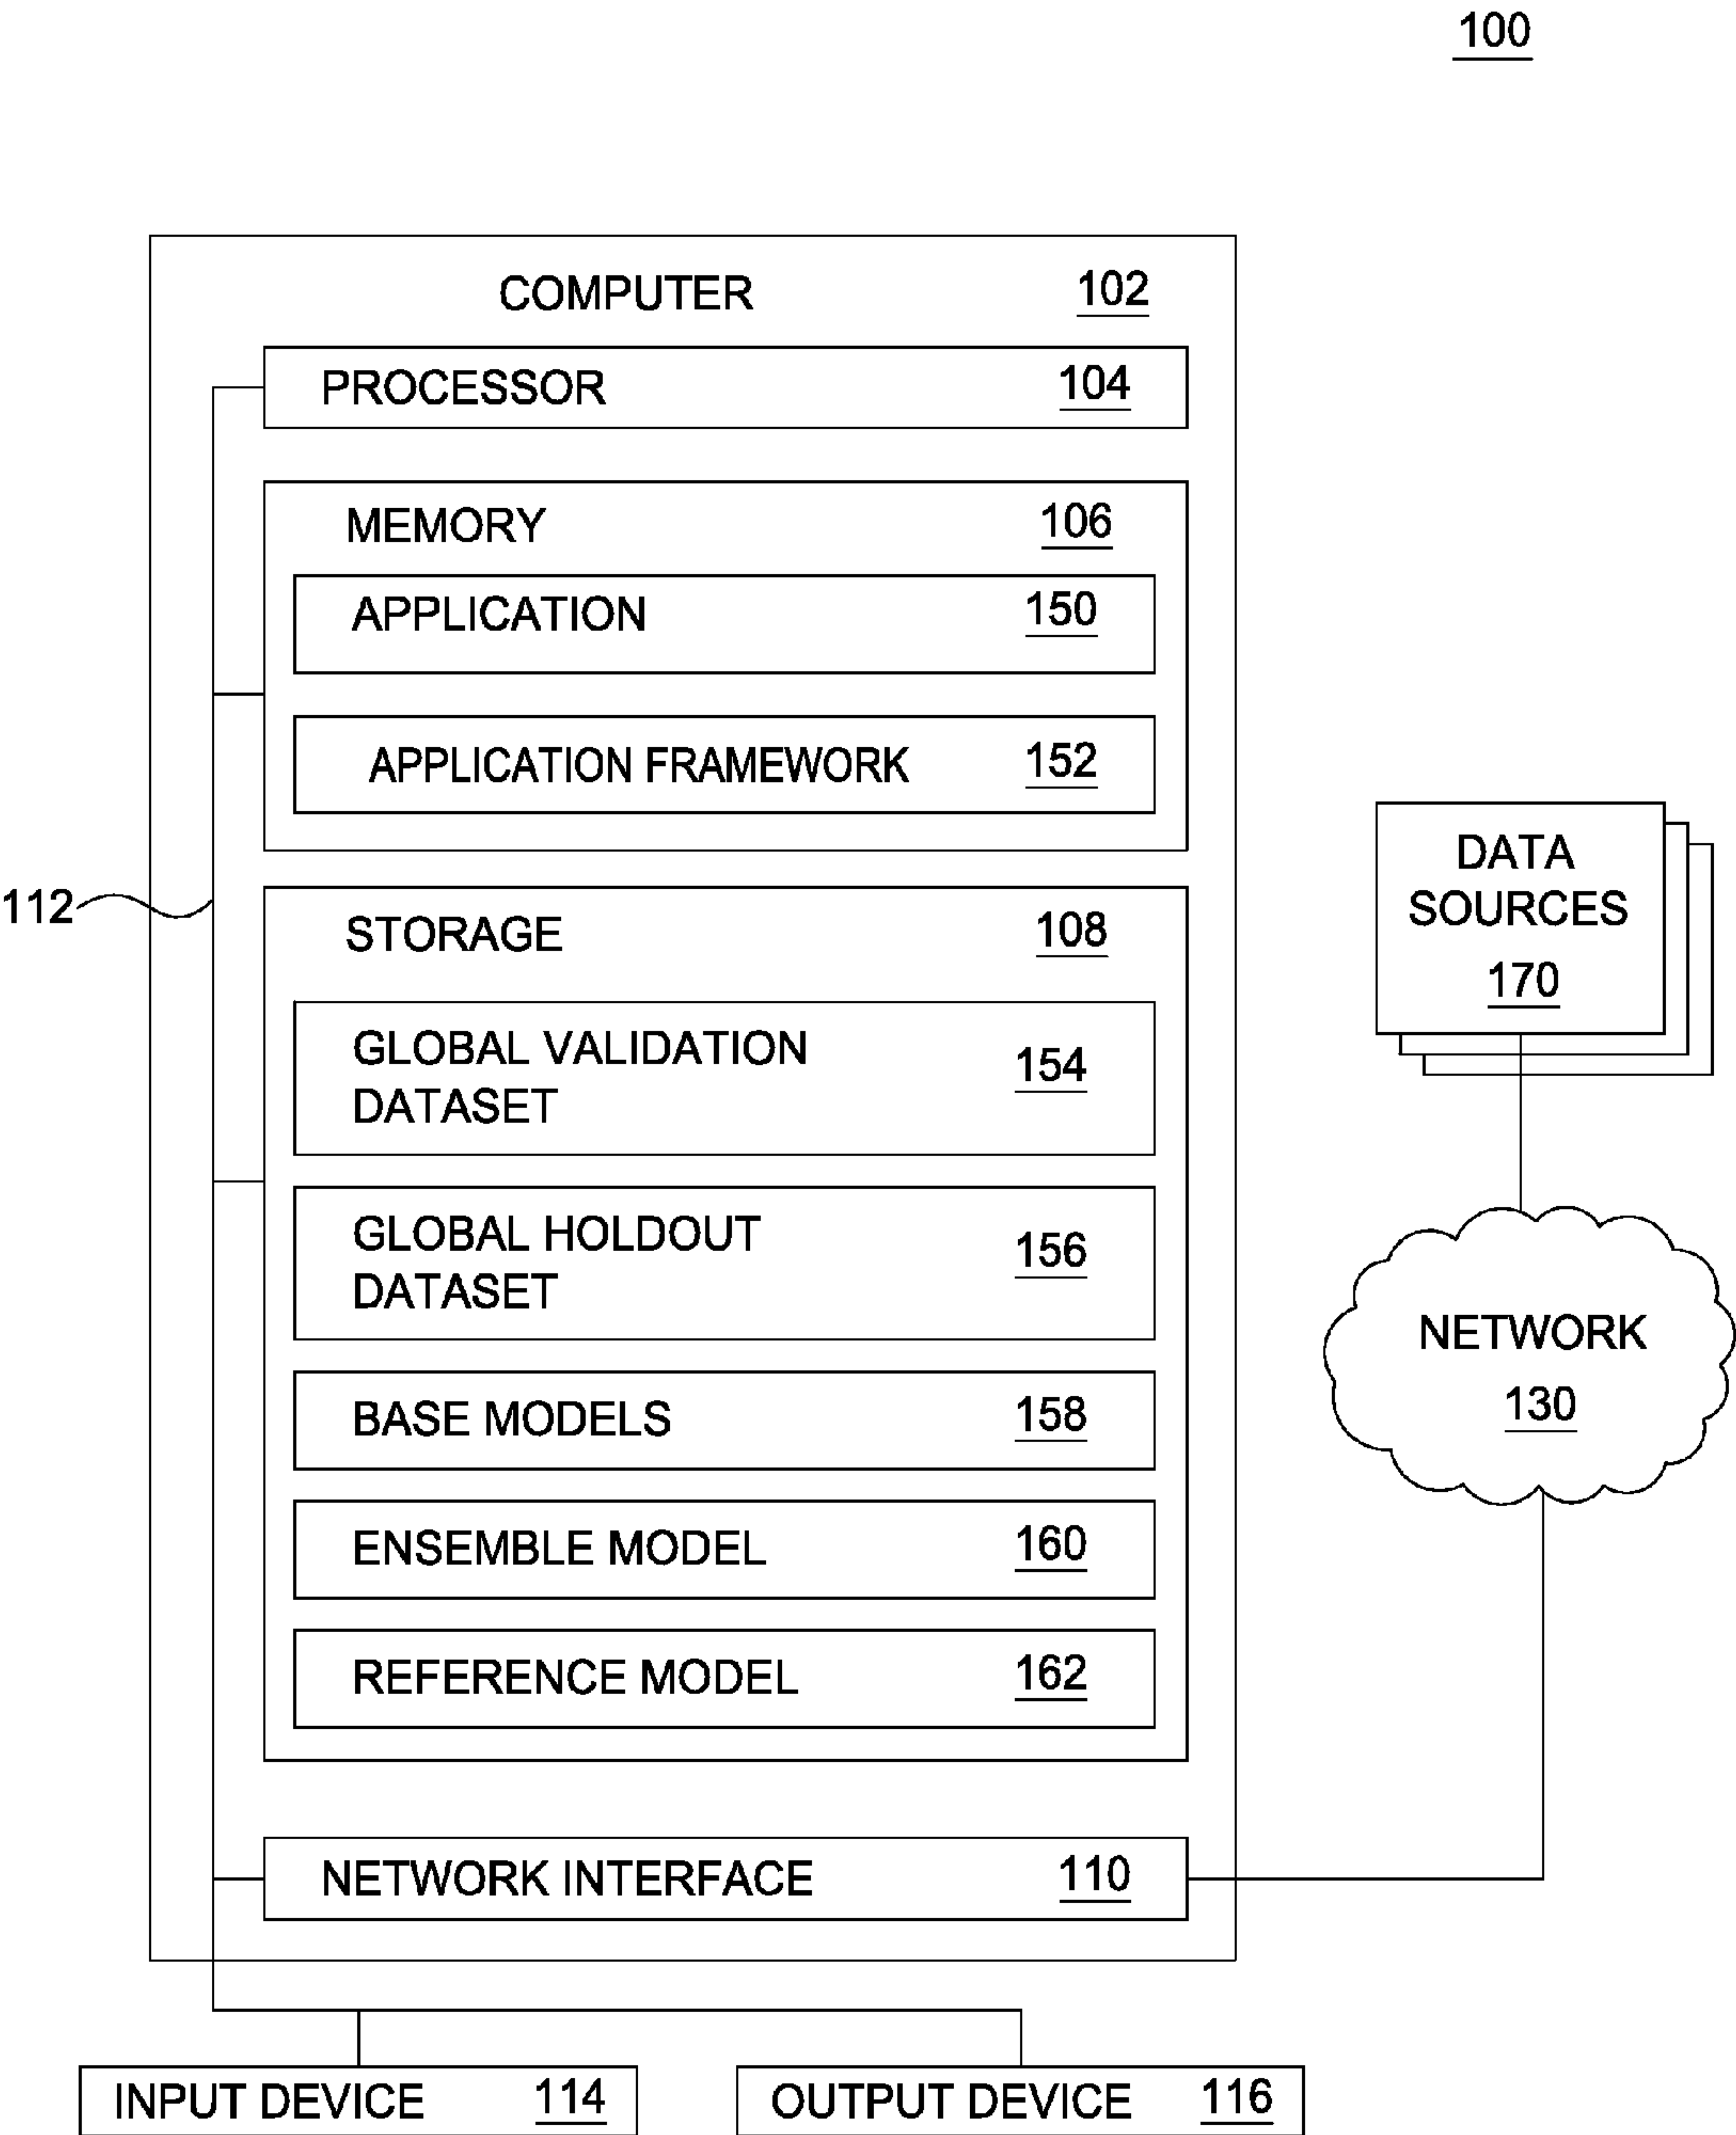 100
COMPUTER 102
PROCESSOR 104
MEMORY 106
APPLICATION 150
APPLICATION FRAMEWORK 152
112
STORAGE 108
GLOBAL VALIDATION
DATASET
154
GLOBAL HOLDOUT
DATASET
156
BASE MODELS 158
ENSEMBLE MODEL 160
REFERENCE MODEL 162
NETWORK INTERFACE 110
DATA
SOURCES
170
NETWORK
130
INPUT DEVICE 114
OUTPUT DEVICE 116